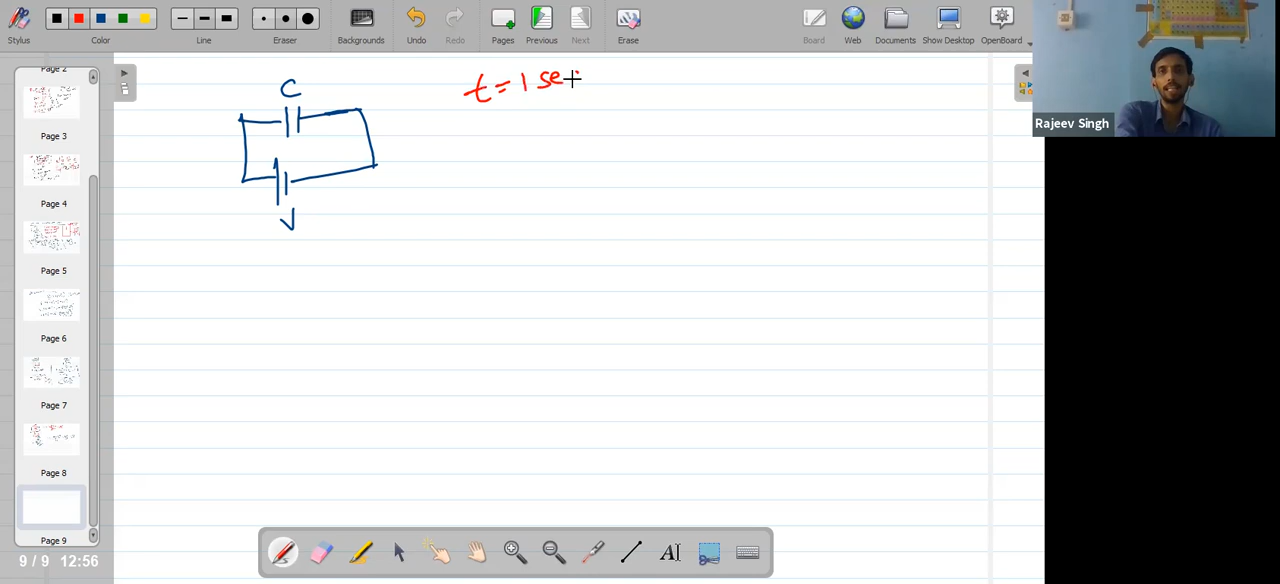 Stylus
Color
Line
Eraser
Backgrounds
Undo
Redo
Pages
Previous
Next
Erase
Board
Web
Documents
Show Desktop
OpenBoard
Rajeev Singh
C
t = 1 se
V
Page 2
Page 3
Page 4
Page 5
Page 6
Page 7
Page 8
Page 9
9 / 9 12:56